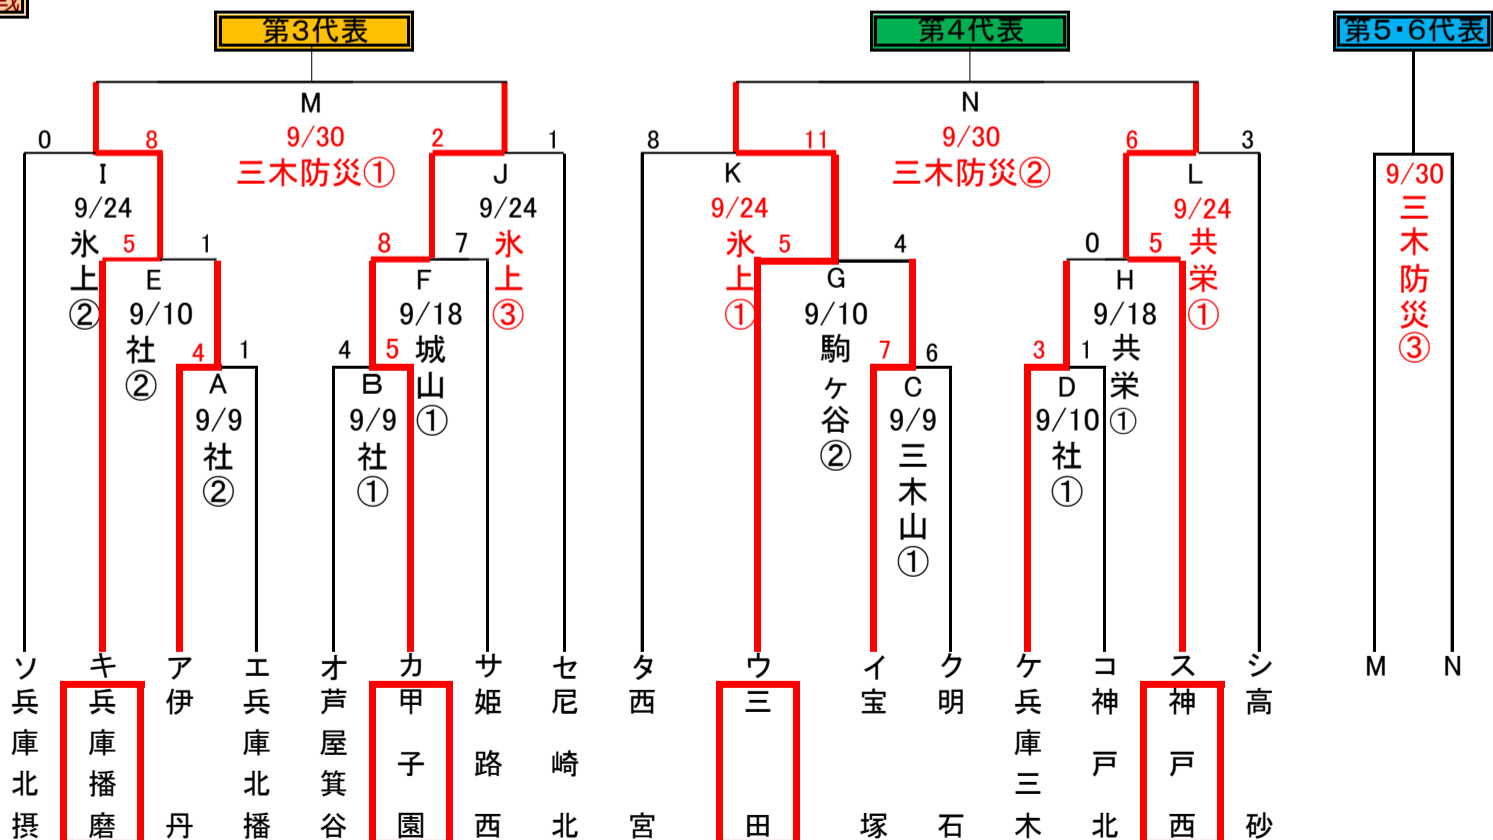 第3代表
第4代表
第5・6代表
M
9/30
三木防災①
N
9/30
三木防災②
9/30
三木防災③
0
8
2
1
8
11
6
3
I
9/24
氷上②
J
9/24
氷上③
K
9/24
氷上①
L
9/24
共栄①
5
1
8
7
5
4
0
5
E
9/10
社②
F
9/18
城山①
G
9/10
駒ヶ谷②
H
9/18
共栄①
4
1
4
5
7
6
3
1
A
9/9
社②
B
9/9
社①
C
9/9
三木山①
D
9/10
社①
ソ
兵庫北摂
キ
兵庫播磨
ア
伊丹
エ
兵庫北播
オ
芦屋箕谷
カ
甲子園
サ
姫路西
セ
尼崎北
タ
西宮
ウ
三田
イ
宝塚
ク
明石
ケ
兵庫三木
コ
神戸北
ス
神戸西
シ
高砂
M
N